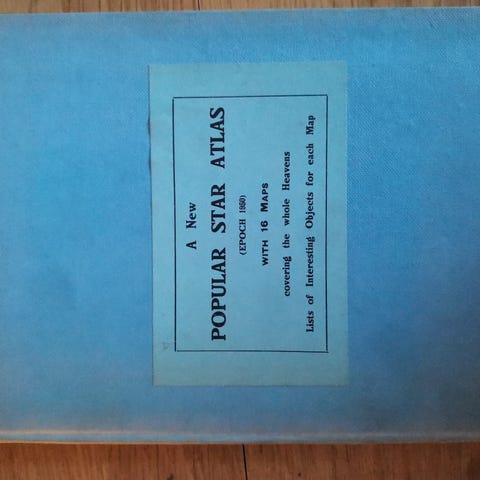 A New
POPULAR STAR ATLAS
(EPOCH 1950)
WITH 16 MAPS
covering the whole Heavens
Lists of Interesting Objects for each Map